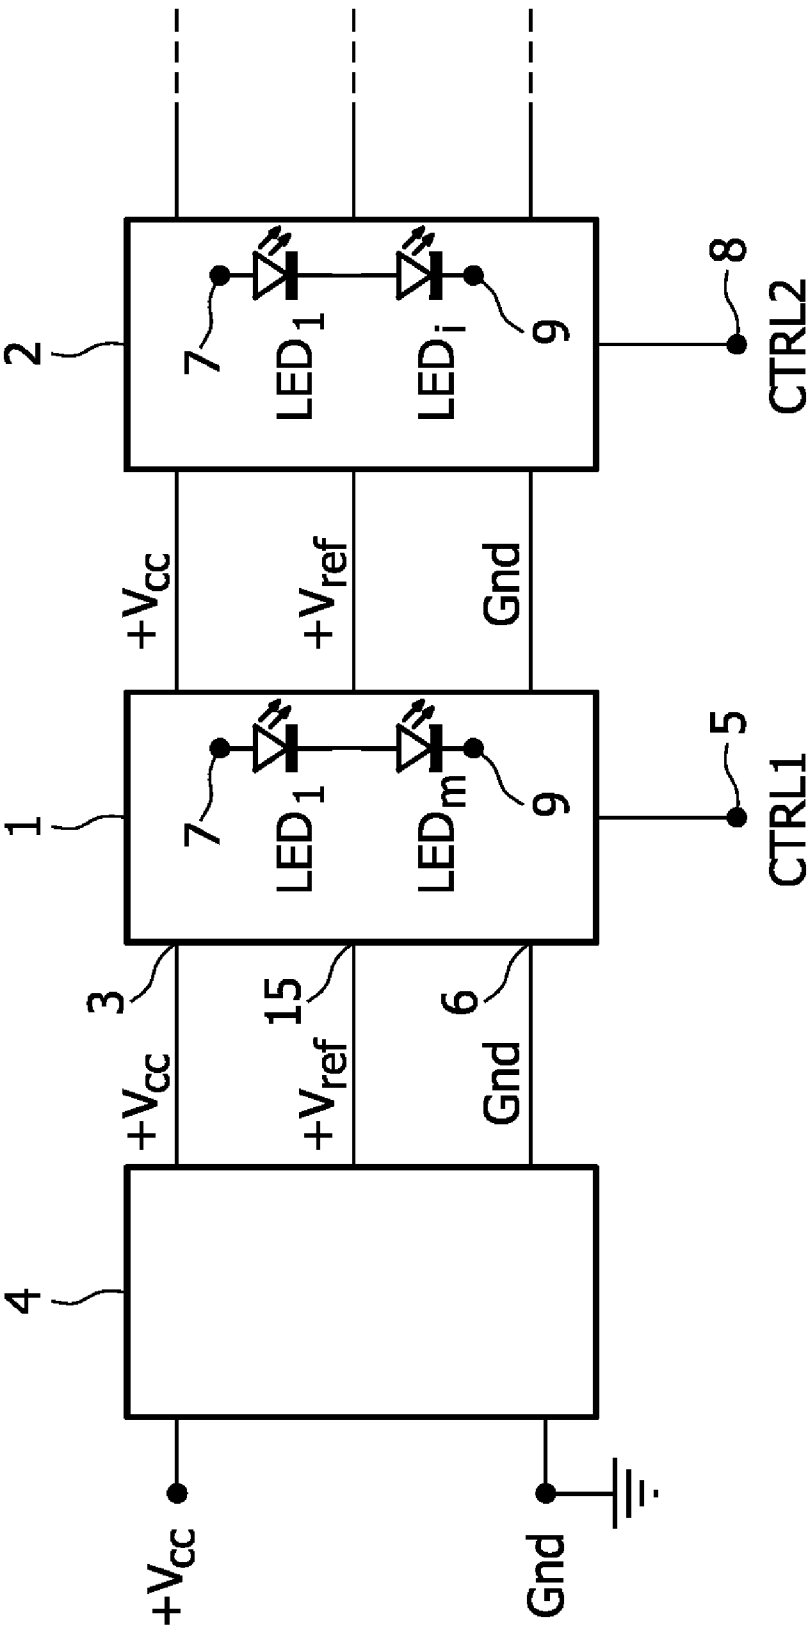 4 1 2
3
+Vcc +Vcc +Vcc
7 7
15
LED1 LED1
+Vref +Vref
LEDm LEDi
6
Gnd Gnd
Gnd 9 9
5 8
CTRL1 CTRL2